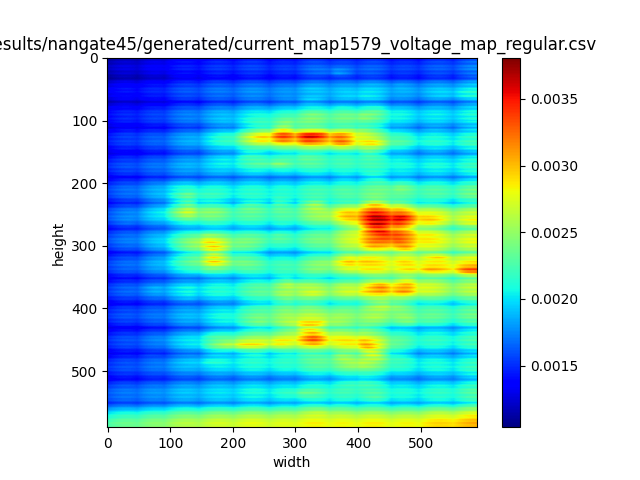 esults/nangate45/generated/current_map1579_voltage_map_regular.csv
0
100
200
300
400
500
height
0 100 200 300 400 500
width
0.0035
0.0030
0.0025
0.0020
0.0015